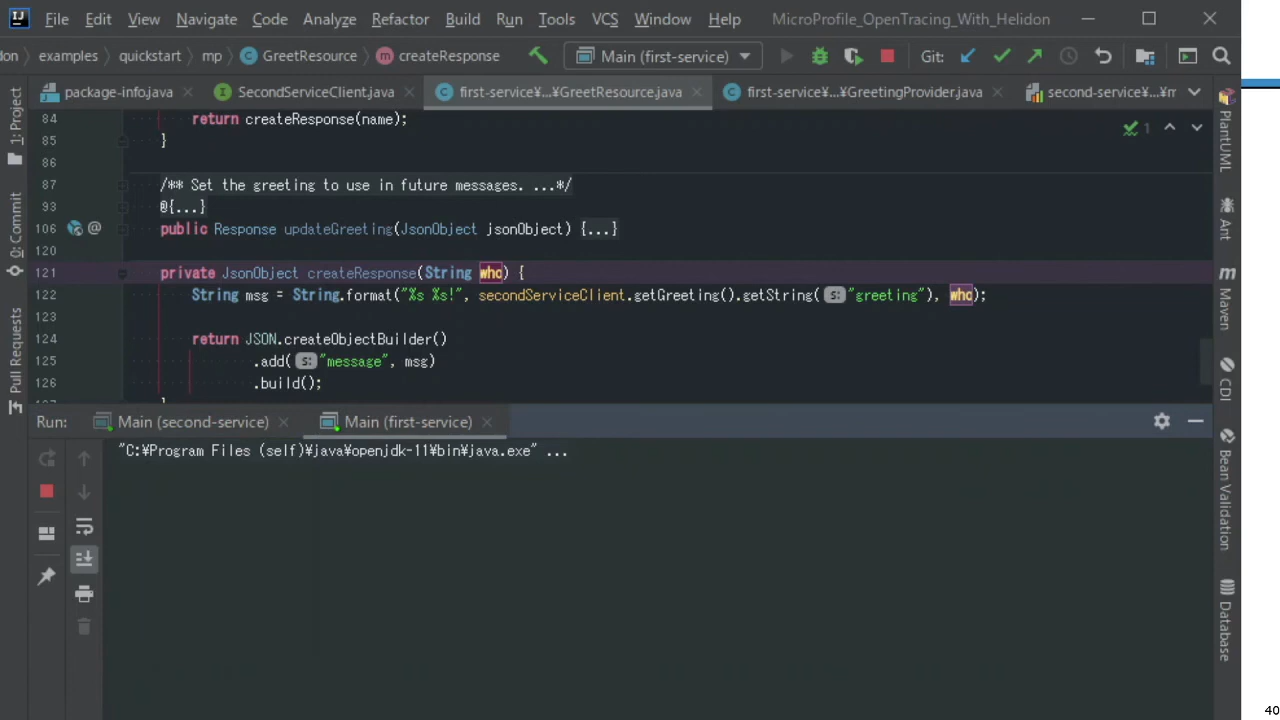 File Edit View Navigate Code Analyze Refactor Build Run Tools VCS Window Help MicroProfile_OpenTracing_With_Helidon
don examples quickstart mp GreetResource createResponse Main (first-service) Git:
package-info.java SecondServiceClient.java first-service¥...¥GreetResource.java first-service¥...¥GreetingProvider.java second-service¥...¥m
84 return createResponse(name);
85 }
86
87 /** Set the greeting to use in future messages. ...*/
93 @{...}
106 public Response updateGreeting(JsonObject jsonObject) {...}
120
121 private JsonObject createResponse(String who) {
122 String msg = String.format("%s %s!", secondServiceClient.getGreeting().getString( s: "greeting"), who);
123
124 return JSON.createObjectBuilder()
125 .add( s: "message", msg)
126 .build();
1
1: Project
0: Commit
Pull Requests
PlantUML
Ant
Maven
CDI
Bean Validation
Database
Run: Main (second-service) Main (first-service)
"C:¥Program Files (self)¥java¥openjdk-11¥bin¥java.exe" ...
40